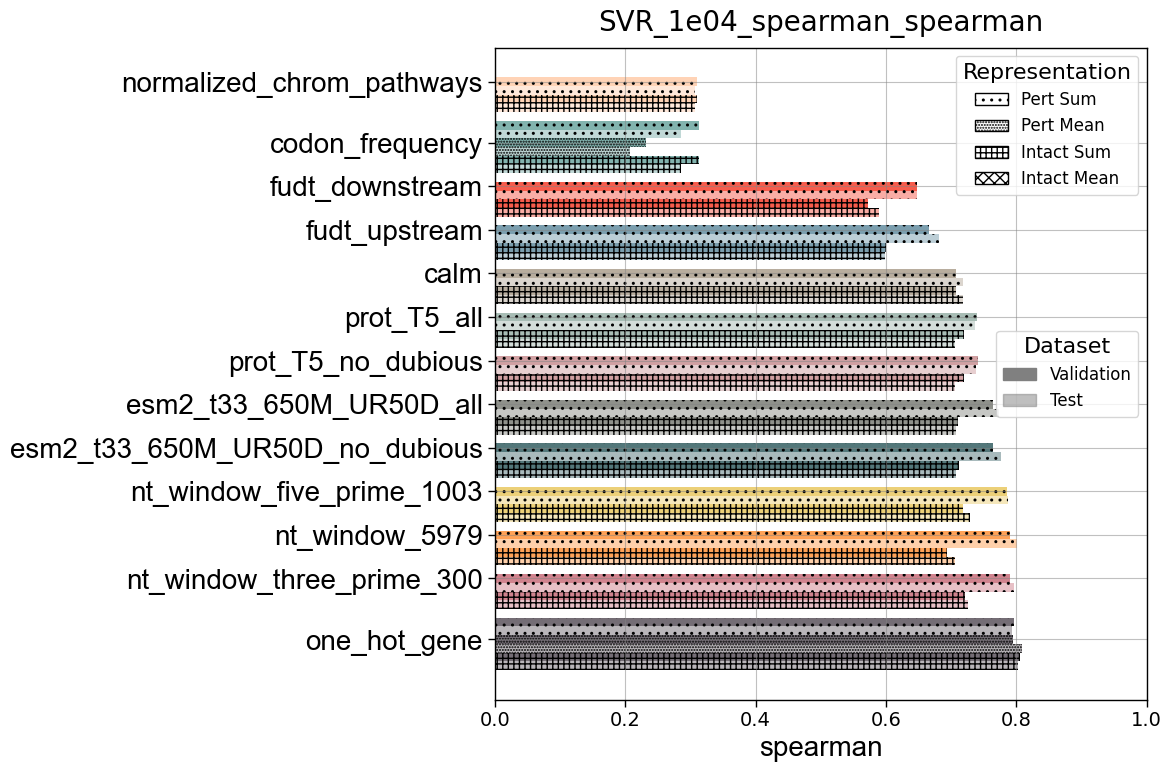 SVR_1e04_spearman_spearman
normalized_chrom_pathways
codon_frequency
fudt_downstream
fudt_upstream
calm
prot_T5_all
prot_T5_no_dubious
esm2_t33_650M_UR50D_all
esm2_t33_650M_UR50D_no_dubious
nt_window_five_prime_1003
nt_window_5979
nt_window_three_prime_300
one_hot_gene
Representation
Pert Sum
Pert Mean
Intact Sum
Intact Mean
Dataset
Validation
Test
0.0 0.2 0.4 0.6 0.8 1.0
spearman